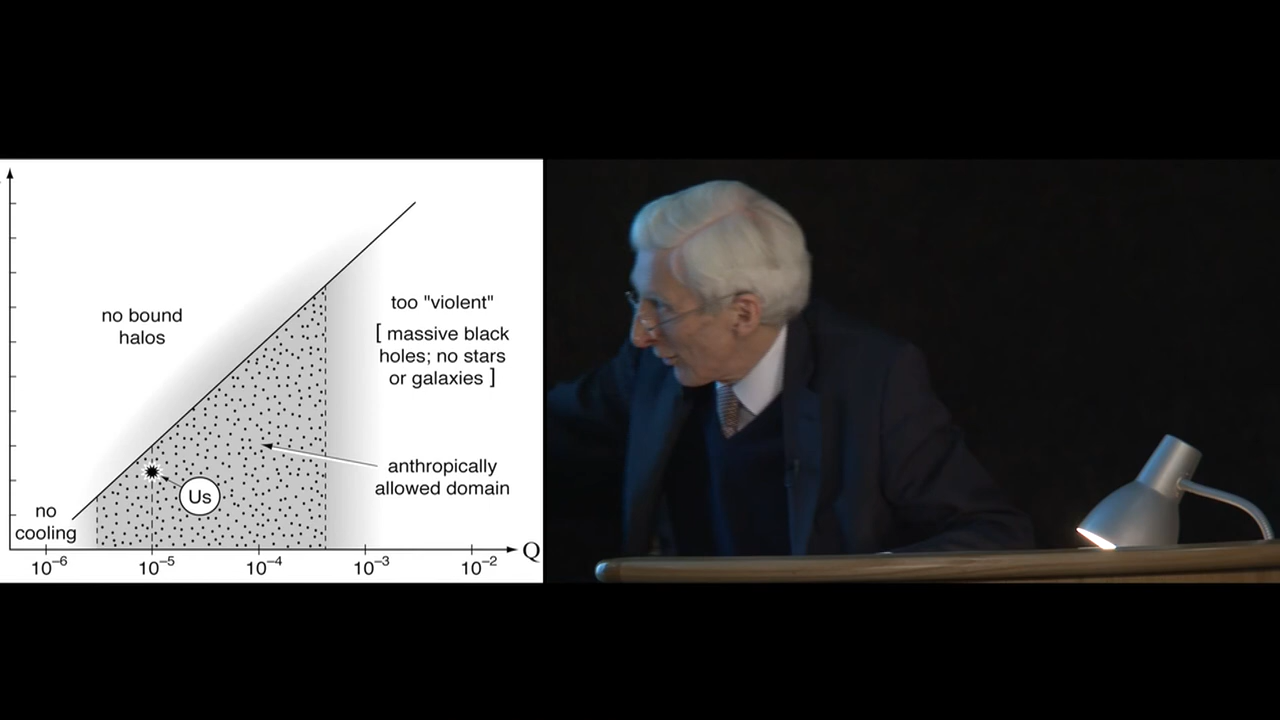 no bound
halos
too "violent"
[ massive black
holes; no stars
or galaxies ]
anthropically
allowed domain
Us
no
cooling
Q
10⁻⁶ 10⁻⁵ 10⁻⁴ 10⁻³ 10⁻²